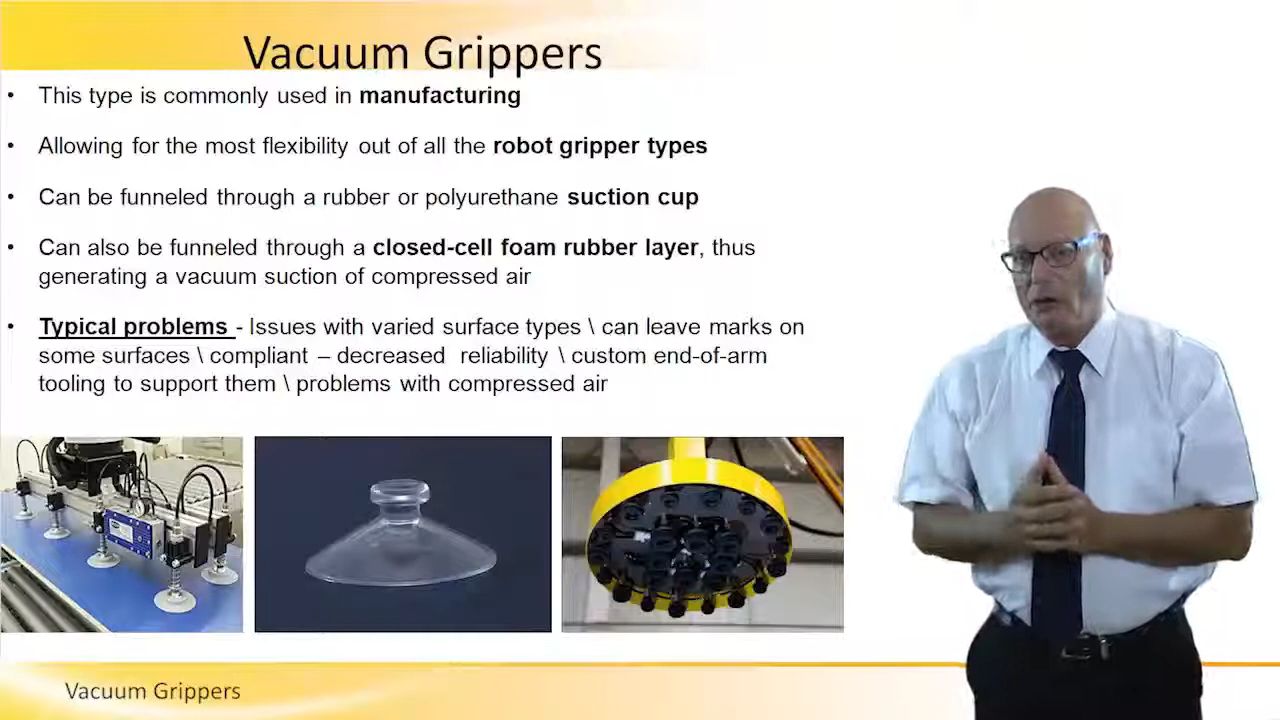 Vacuum Grippers
• This type is commonly used in manufacturing
• Allowing for the most flexibility out of all the robot gripper types
• Can be funneled through a rubber or polyurethane suction cup
• Can also be funneled through a closed-cell foam rubber layer, thus
generating a vacuum suction of compressed air
• Typical problems - Issues with varied surface types \ can leave marks on
some surfaces \ compliant – decreased reliability \ custom end-of-arm
tooling to support them \ problems with compressed air
Vacuum Grippers